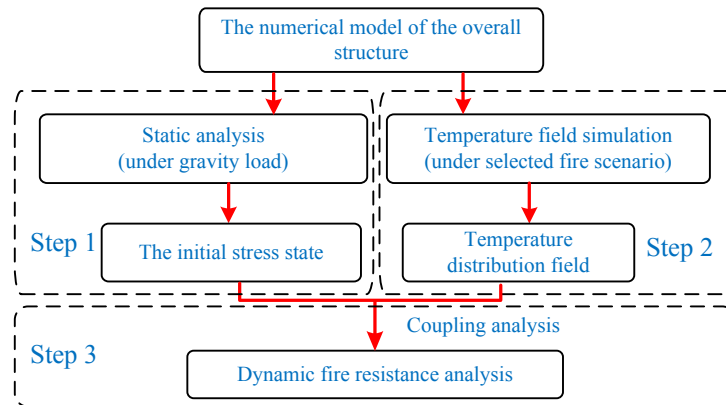 The numerical model of the overall
structure
Static analysis
(under gravity load)
Temperature field simulation
(under selected fire scenario)
Step 1
The initial stress state
Temperature
distribution field
Step 2
Coupling analysis
Step 3
Dynamic fire resistance analysis